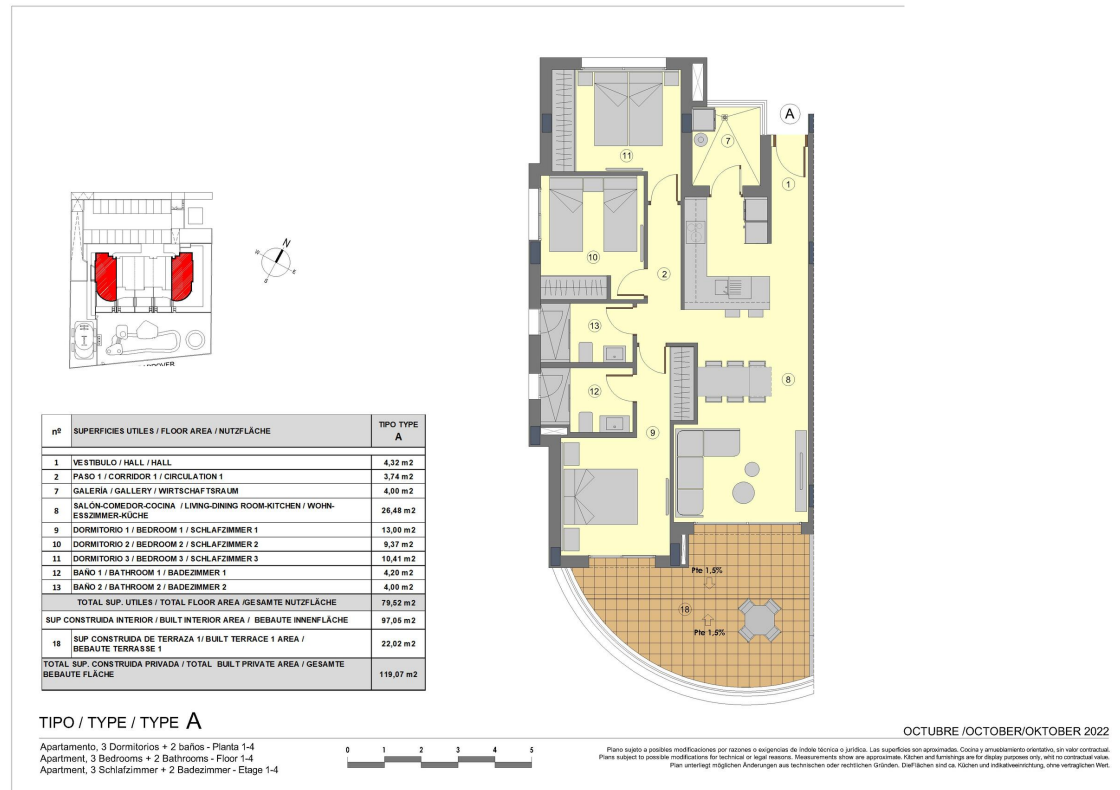 A
11
7
1
10
2
13
12
8
9
Pte 1,5%
18
Pte 1,5%
N
E
S
nº SUPERFICIES UTILES / FLOOR AREA / NUTZFLÄCHE TIPO TYPE
A
1 VESTIBULO / HALL / HALL 4,32 m2
2 PASO 1 / CORRIDOR 1 / CIRCULATION 1 3,74 m2
7 GALERÍA / GALLERY / WIRTSCHAFTSRAUM 4,00 m2
8 SALÓN-COMEDOR-COCINA / LIVING-DINING ROOM-KITCHEN / WOHN-
ESSZIMMER-KÜCHE 26,48 m2
9 DORMITORIO 1 / BEDROOM 1 / SCHLAFZIMMER 1 13,00 m2
10 DORMITORIO 2 / BEDROOM 2 / SCHLAFZIMMER 2 9,37 m2
11 DORMITORIO 3 / BEDROOM 3 / SCHLAFZIMMER 3 10,41 m2
12 BAÑO 1 / BATHROOM 1 / BADEZIMMER 1 4,20 m2
13 BAÑO 2 / BATHROOM 2 / BADEZIMMER 2 4,00 m2
TOTAL SUP. UTILES / TOTAL FLOOR AREA /GESAMTE NUTZFLÄCHE 79,52 m2
SUP CONSTRUIDA INTERIOR / BUILT INTERIOR AREA / BEBAUTE INNENFLÄCHE 97,05 m2
18 SUP CONSTRUIDA DE TERRAZA 1/ BUILT TERRACE 1 AREA /
BEBAUTE TERRASSE 1 22,02 m2
TOTAL SUP. CONSTRUIDA PRIVADA / TOTAL BUILT PRIVATE AREA / GESAMTE
BEBAUTE FLÄCHE 119,07 m2
TIPO / TYPE / TYPE A
Apartamento, 3 Dormitorios + 2 baños - Planta 1-4
Apartment, 3 Bedrooms + 2 Bathrooms - Floor 1-4
Apartment, 3 Schlafzimmer + 2 Badezimmer - Etage 1-4
0 1 2 3 4 5
OCTUBRE /OCTOBER/OKTOBER 2022
Plano sujeto a posibles modificaciones por razones o exigencias de índole técnica o jurídica. Las superficies son aproximadas. Cocina y amueblamiento orientativo, sin valor contractual.
Plans subject to possible modifications for technical or legal reasons. Measurements show are approximate. Kitchen and furnishings are for display purposes only, whit no contractual value.
Plan unterliegt möglichen Änderungen aus technischen oder rechtlichen Gründen. DieFlächen sind ca. Küchen und indikativeeinrichtung, ohne vertraglichen Wert.